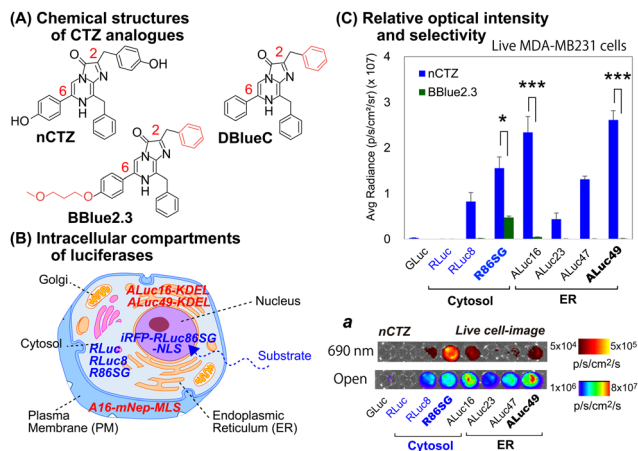 (A) Chemical structures
of CTZ analogues
O
2
OH
N
N
6
N
H
HO
nCTZ
O
2
N
N
6
N
H
DBlueC
O
2
N
N
6
N
H
O
O
BBlue2.3
(B) Intracellular compartments
of luciferases
Golgi
ALuc16-KDEL
ALuc49-KDEL
Nucleus
iRFP-RLuc86SG
-NLS
Cytosol
RLuc
RLuc8
R86SG
Substrate
A16-mNep-MLS
Plasma
Membrane (PM)
Endoplasmic
Reticulum (ER)
(C) Relative optical intensity
and selectivity
Live MDA-MB231 cells
Avg Radiance (p/s/cm²/sr) (x 107)
4
3
2
1
0
nCTZ
BBlue2.3
*
***
***
GLuc
RLuc
RLuc8
R86SG
ALuc16
ALuc23
ALuc47
ALuc49
Cytosol
ER
a
nCTZ
Live cell-image
690 nm
5x10⁴
5x10⁵
p/s/cm²/s
Open
1x10⁶
8x10⁷
p/s/cm²/s
GLuc
RLuc
RLuc8
R86SG
ALuc16
ALuc23
ALuc47
ALuc49
Cytosol
ER